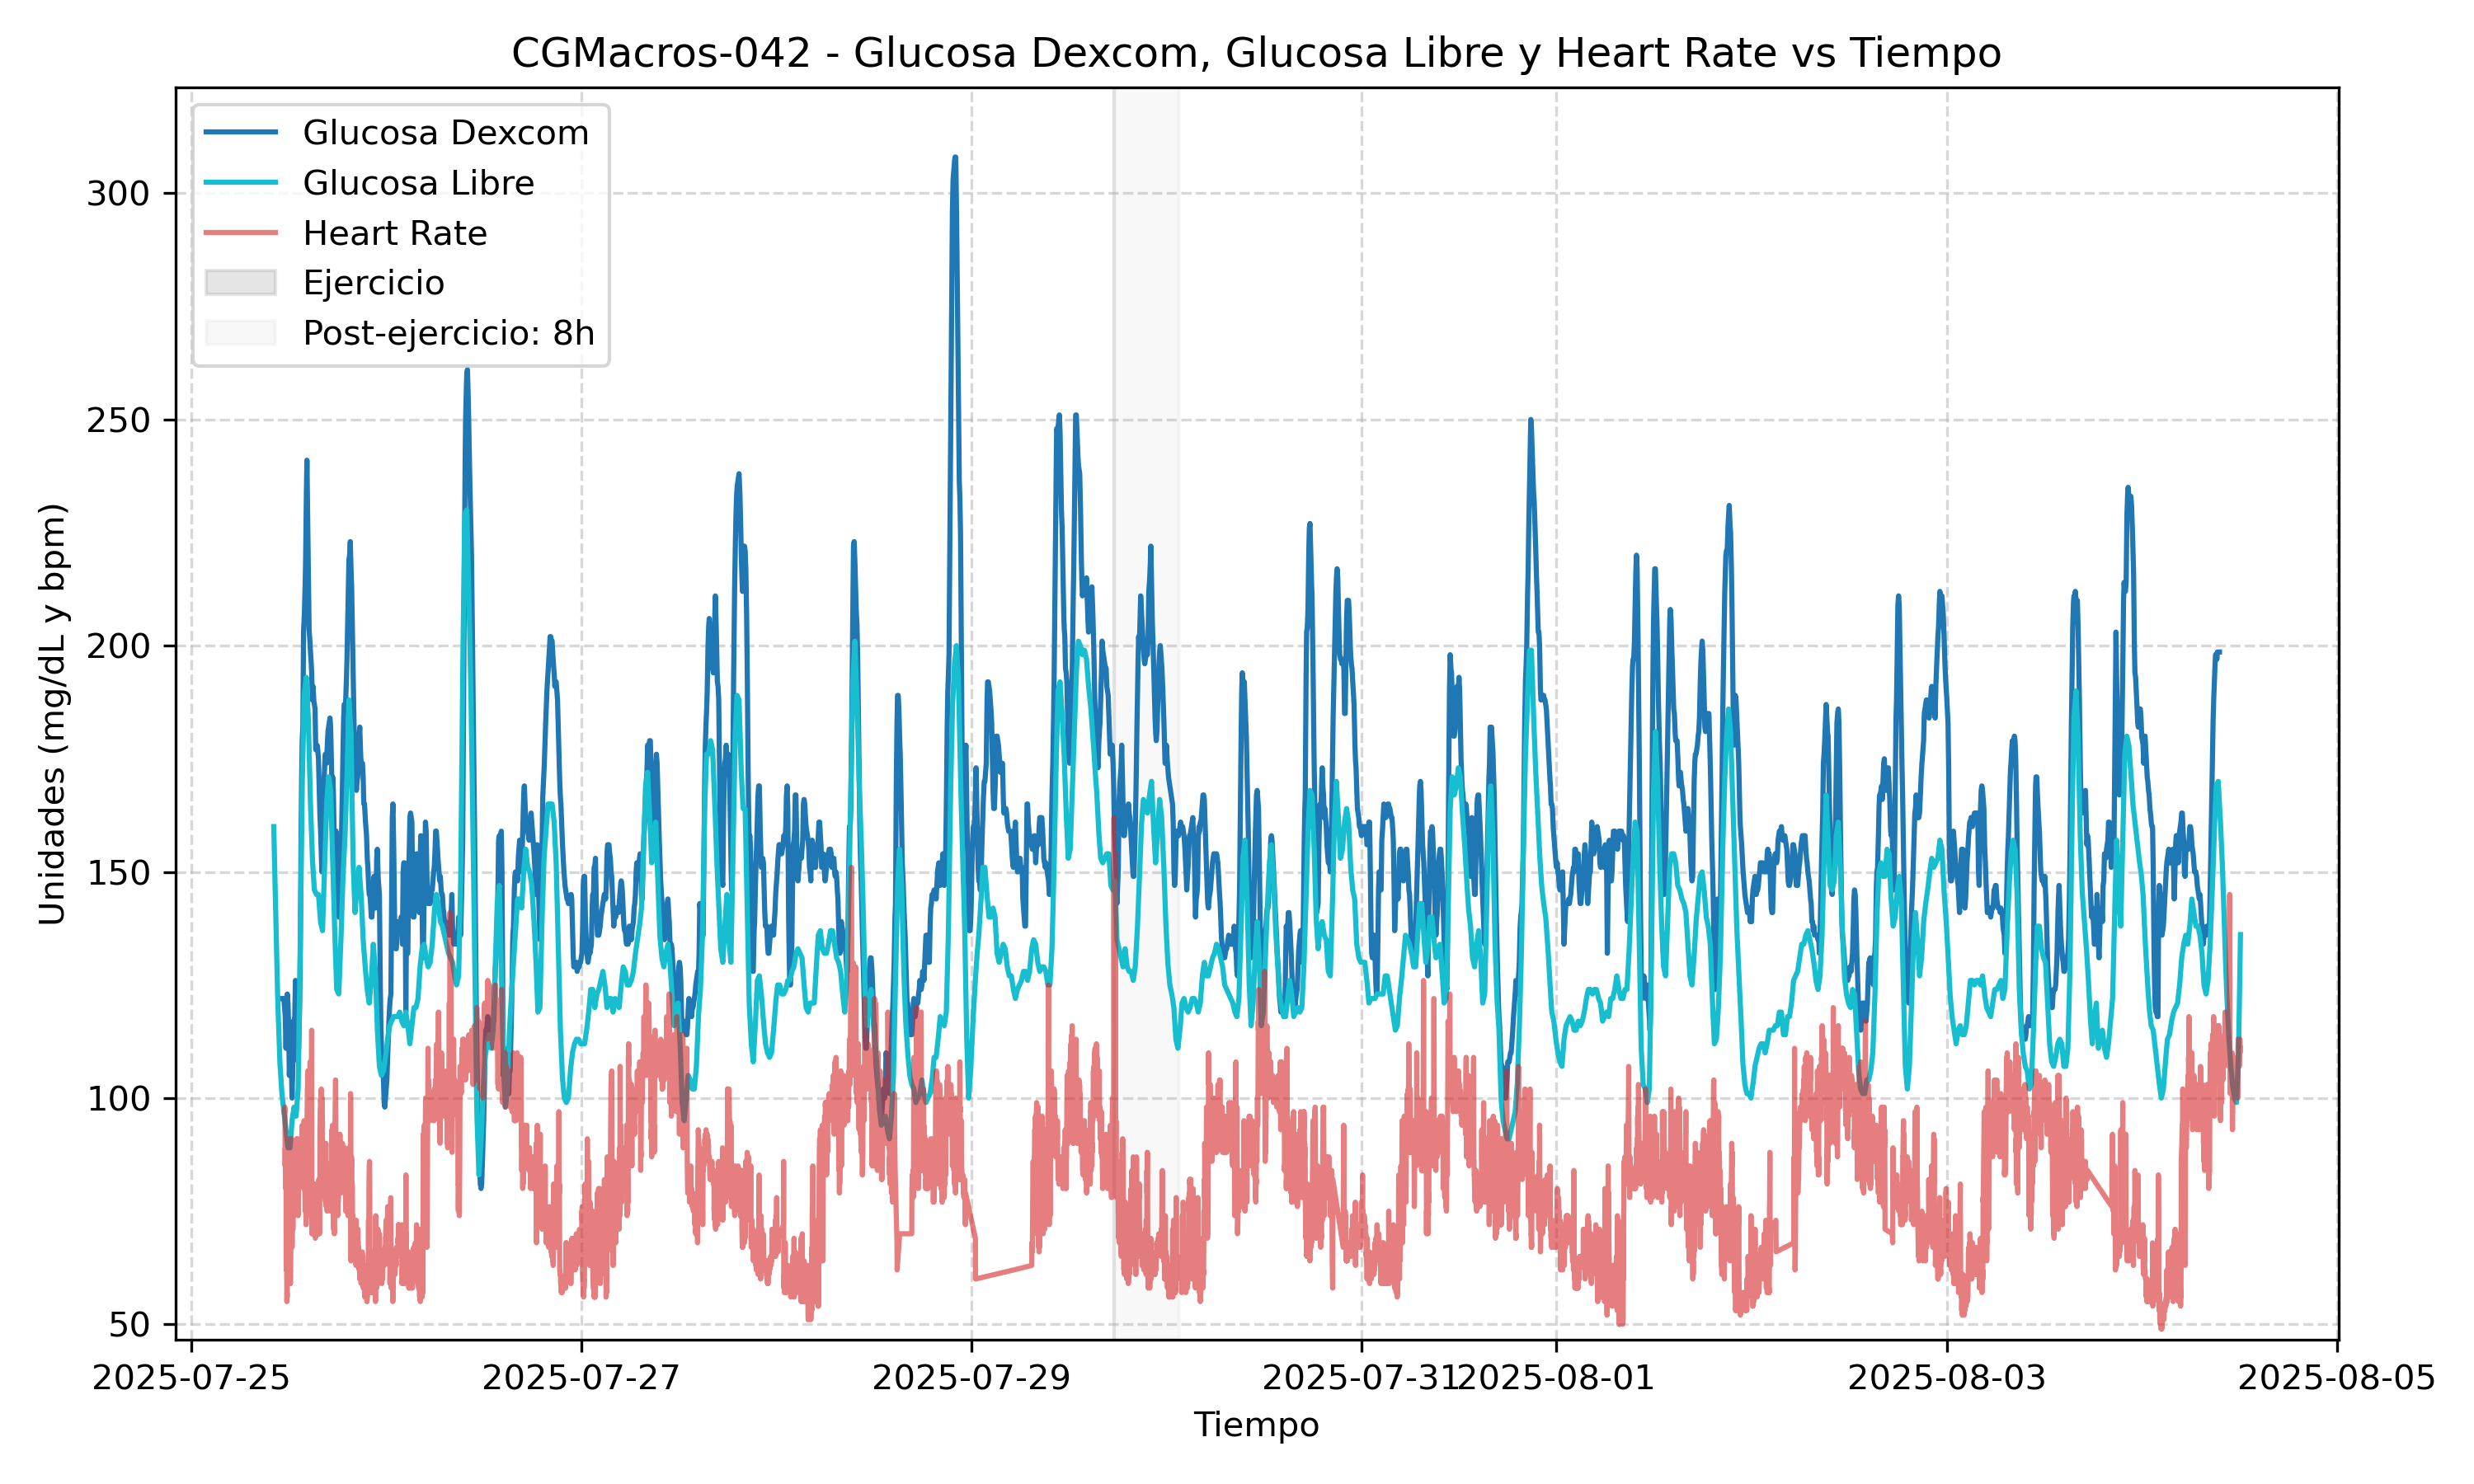 CGMacros-042 - Glucosa Dexcom, Glucosa Libre y Heart Rate vs Tiempo
Glucosa Dexcom
Glucosa Libre
Heart Rate
Ejercicio
Post-ejercicio: 8h
Unidades (mg/dL y bpm)
300
250
200
150
100
50
2025-07-25
2025-07-27
2025-07-29
2025-07-31
2025-08-01
2025-08-03
2025-08-05
Tiempo